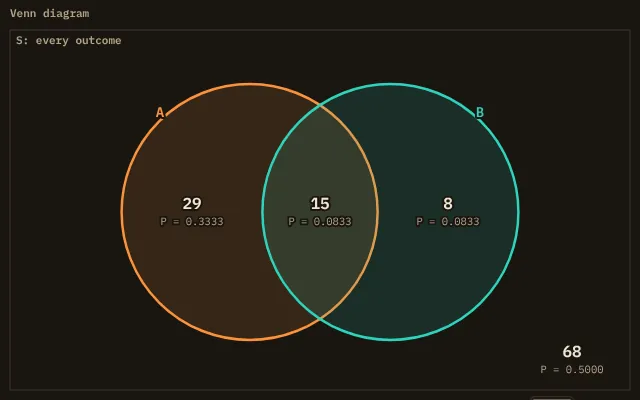 Venn diagram
S: every outcome
A
B
29
15
8
P = 0.3333
P = 0.0833
P = 0.0833
68
P = 0.5000